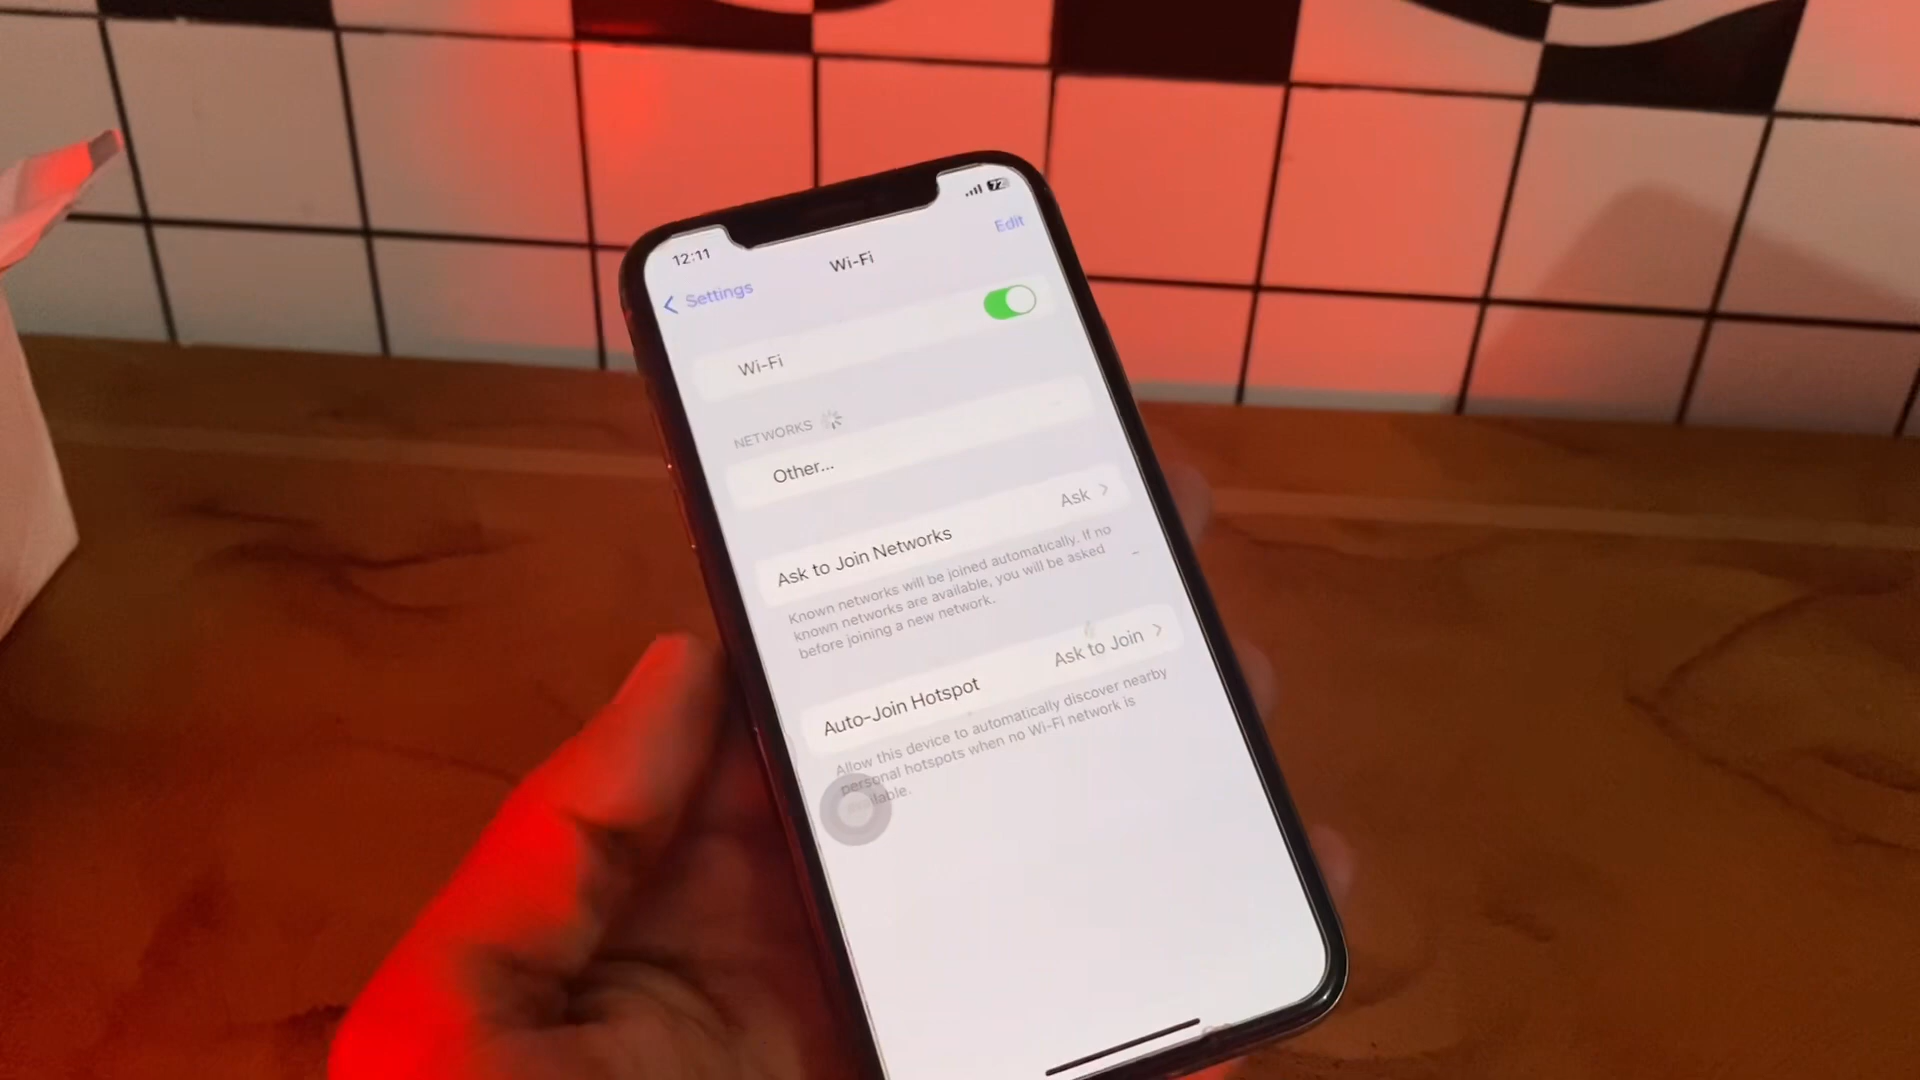 12:11
72
Settings
Wi-Fi
Edit
Wi-Fi
NETWORKS
Other...
Ask to Join Networks
Ask
Known networks will be joined automatically. If no
known networks are available, you will be asked
before joining a new network.
Auto-Join Hotspot
Ask to Join
Allow this device to automatically discover nearby
personal hotspots when no Wi-Fi network is